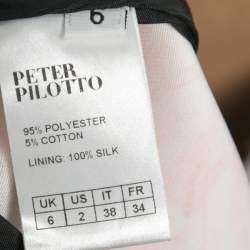 6
PETER
PILOTTO
95% POLYESTER
5% COTTON
LINING: 100% SILK
UK US IT FR
6 2 38 34